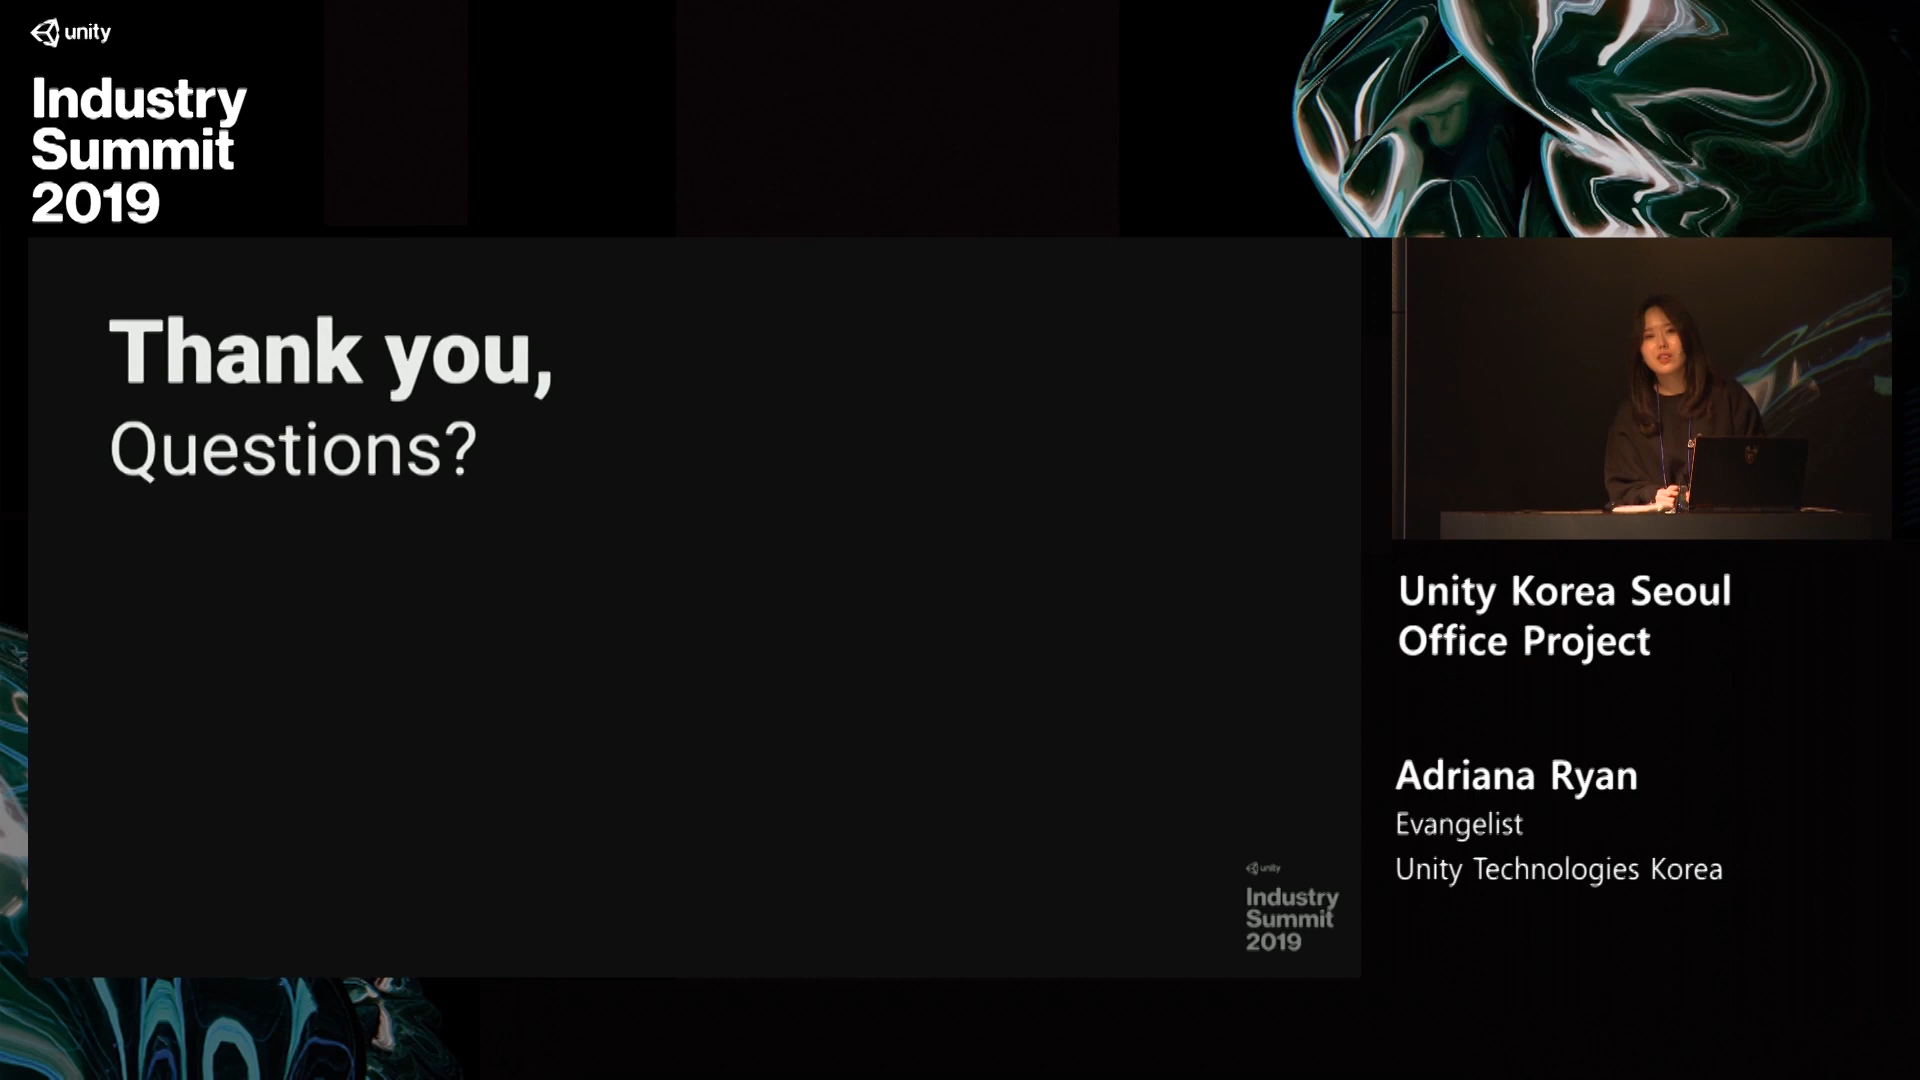 unity
Industry
Summit
2019
Thank you,
Questions?
unity
Industry
Summit
2019
Unity Korea Seoul
Office Project
Adriana Ryan
Evangelist
Unity Technologies Korea